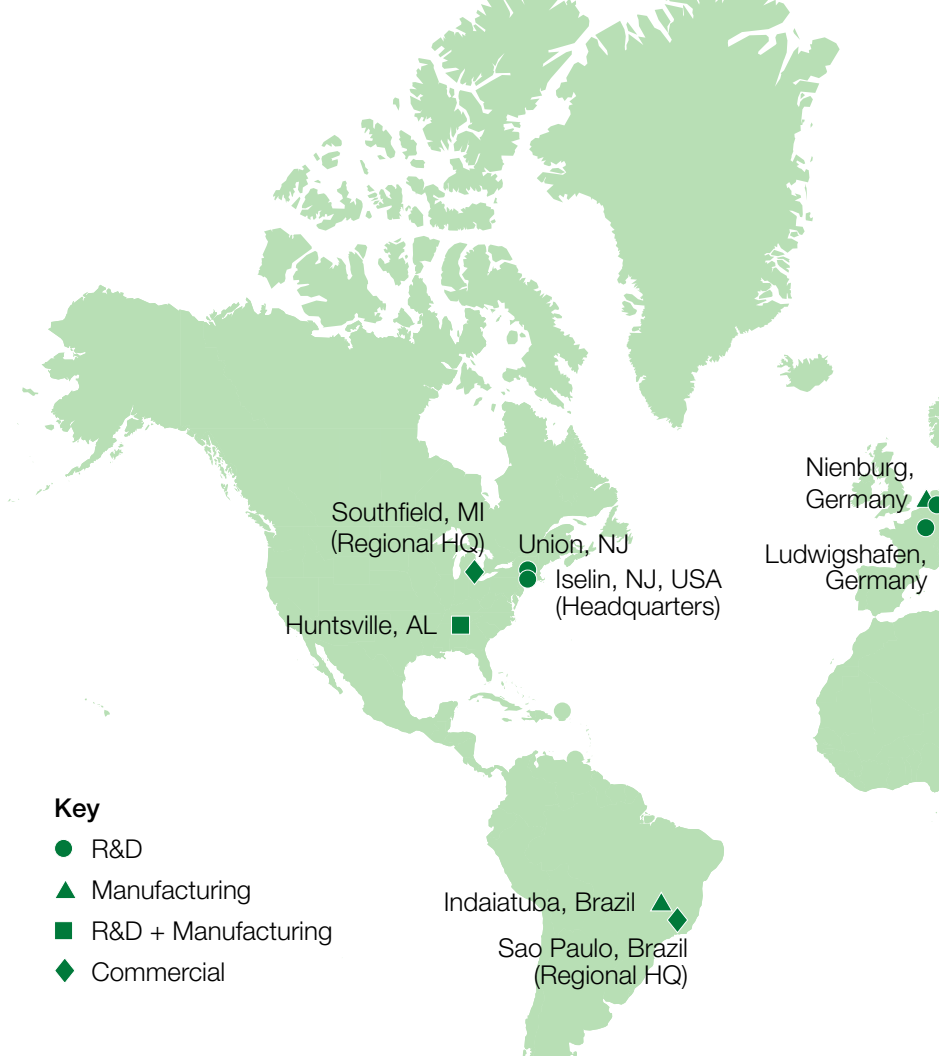 Nienburg,
Germany
Southfield, MI
(Regional HQ)
Union, NJ
Ludwigshafen,
Germany
Iselin, NJ, USA
(Headquarters)
Huntsville, AL
Key
R&D
Manufacturing
R&D + Manufacturing
Commercial
Indaiatuba, Brazil
Sao Paulo, Brazil
(Regional HQ)